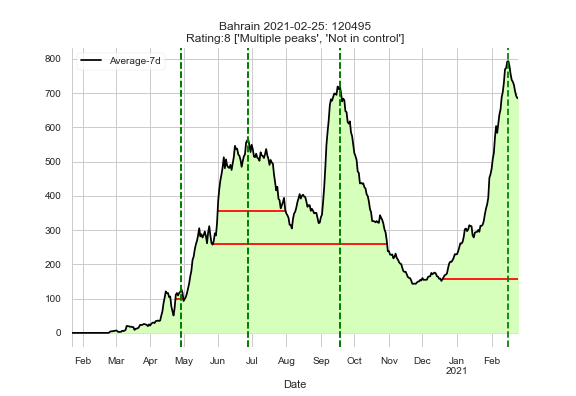 Bahrain 2021-02-25: 120495
Rating:8 ['Multiple peaks', 'Not in control']
Average-7d
800
700
600
500
400
300
200
100
0
Feb Mar Apr May Jun Jul Aug Sep Oct Nov Dec Jan Feb
2021
Date